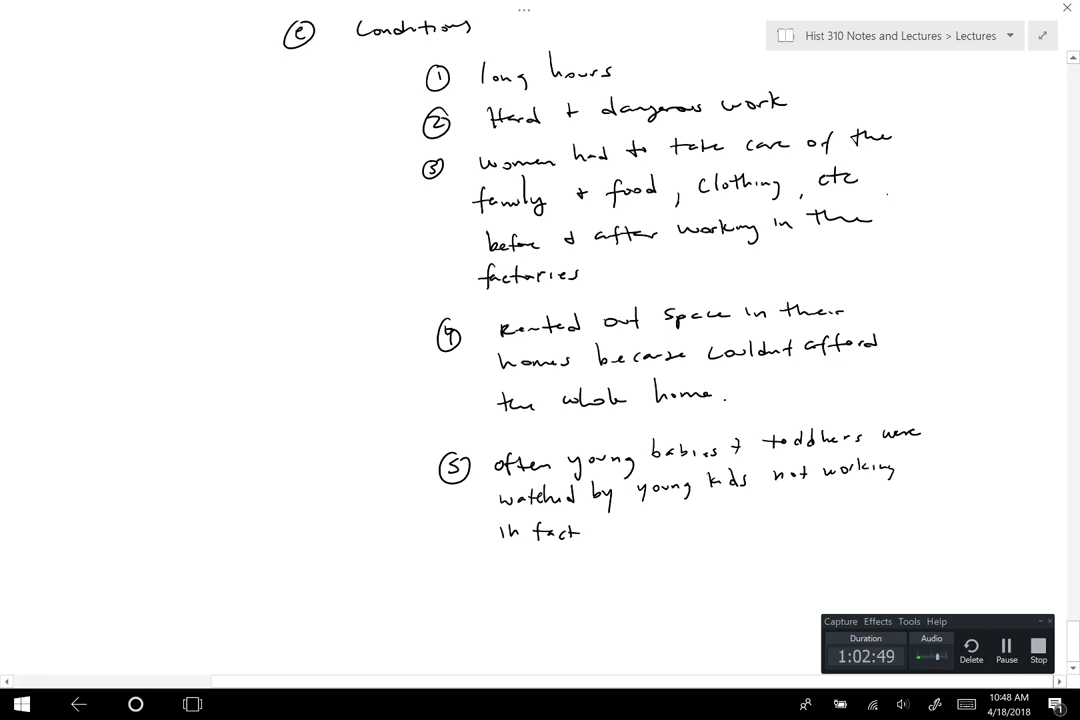 Hist 310 Notes and Lectures > Lectures
e Conditions
1 long hours
2 Hard + dangerous work
3 women had to take care of the
family + food, clothing, etc
before + after working in the
factories
4 Rented out space in their
homes because couldnt afford
the whole home.
5 often young babies + toddlers were
watched by young kids not working
in fact
Capture Effects Tools Help
Duration Audio
1:02:49 Delete Pause Stop
10:48 AM
4/18/2018
1